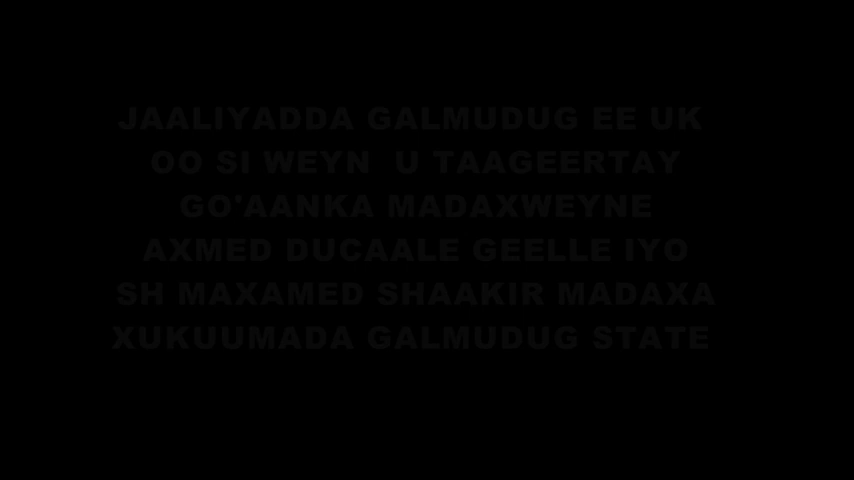 JAALIYADDA GALMUDUG EE UK
OO SI WEYN U TAAGEERTAY
GO'AANKA MADAXWEYNE
AXMED DUCAALE GEELLE IYO
SH MAXAMED SHAAKIR MADAXA
XUKUUMADA GALMUDUG STATE